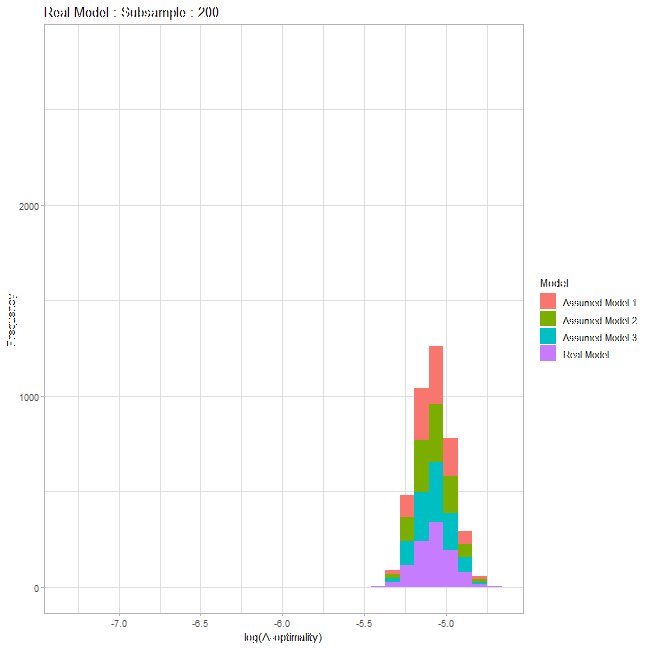 Real Model : Subsample : 200
Frequency
2000
1000
0
-7.0
-6.5
-6.0
-5.5
-5.0
log(A-optimality)
Model
Assumed Model 1
Assumed Model 2
Assumed Model 3
Real Model